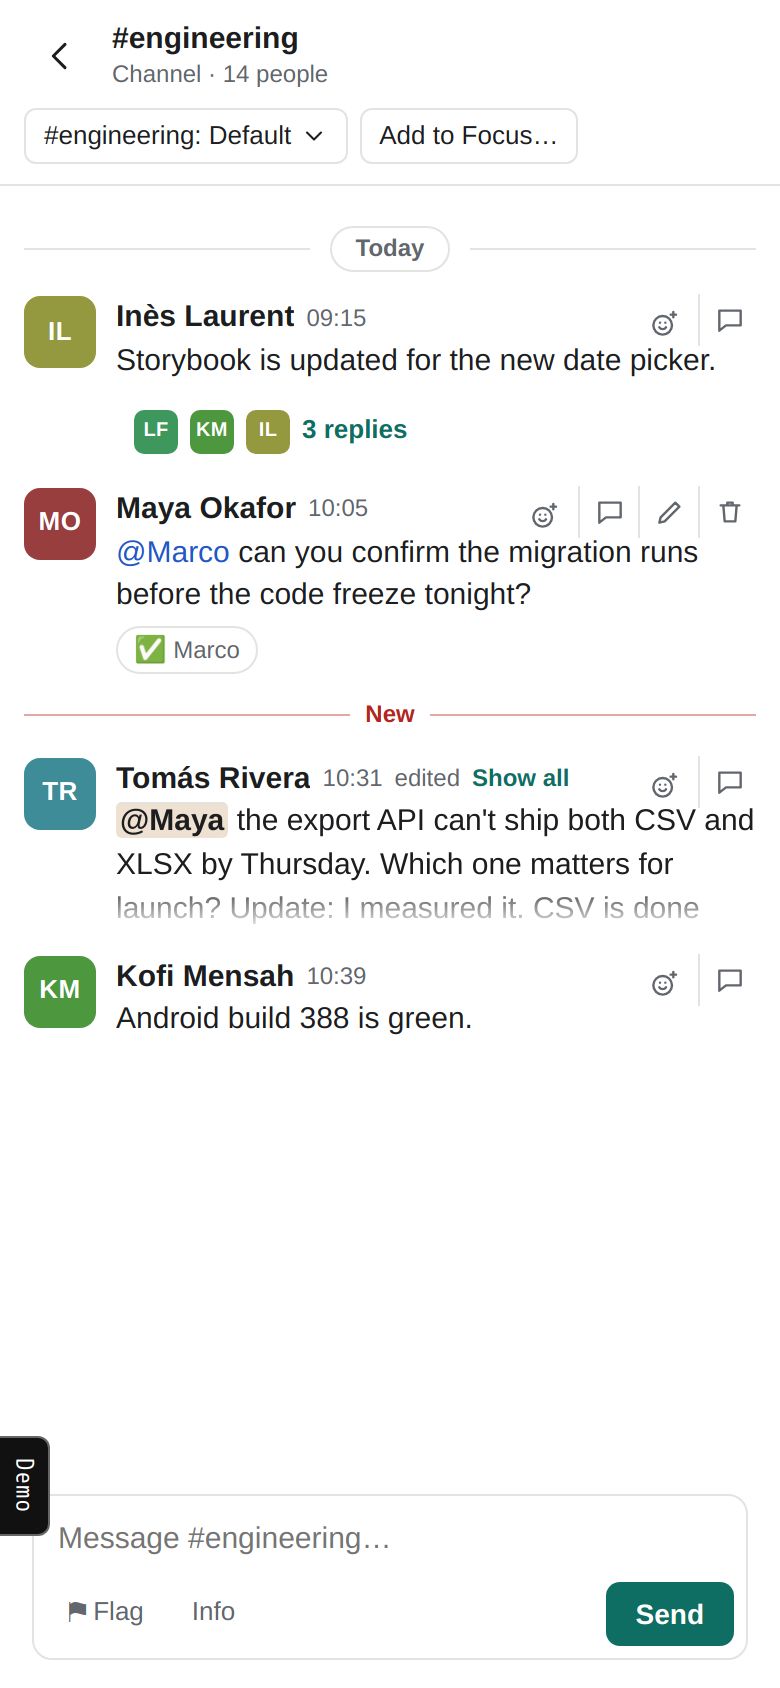 #engineering
Channel · 14 people
#engineering: Default
Add to Focus…
Today
IL
Inès Laurent 09:15
Storybook is updated for the new date picker.
LF KM IL 3 replies
MO
Maya Okafor 10:05
@Marco can you confirm the migration runs
before the code freeze tonight?
✅ Marco
New
TR
Tomás Rivera 10:31 edited Show all
@Maya the export API can't ship both CSV and
XLSX by Thursday. Which one matters for
launch? Update: I measured it. CSV is done
KM
Kofi Mensah 10:39
Android build 388 is green.
Demo
Message #engineering…
Flag Info Send